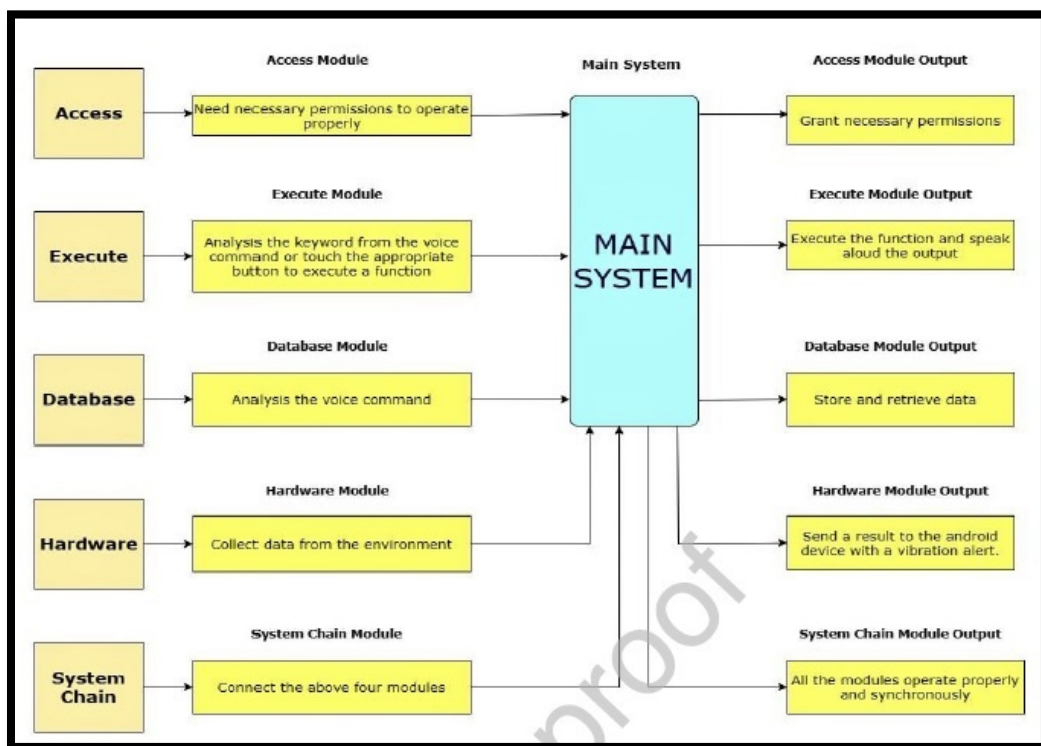 Access Module
Main System
Access Module Output
Access
Need necessary permissions to operate
properly
Grant necessary permissions
Execute Module
Execute Module Output
Execute
Analysis the keyword from the voice
command or touch the appropriate
button to execute a function
MAIN
SYSTEM
Execute the function and speak
aloud the output
Database Module
Database Module Output
Database
Analysis the voice command
Store and retrieve data
Hardware Module
Hardware Module Output
Hardware
Collect data from the environment
Send a result to the android
device with a vibration alert.
System Chain Module
System Chain Module Output
System
Chain
Connect the above four modules
All the modules operate properly
and synchronously
proof